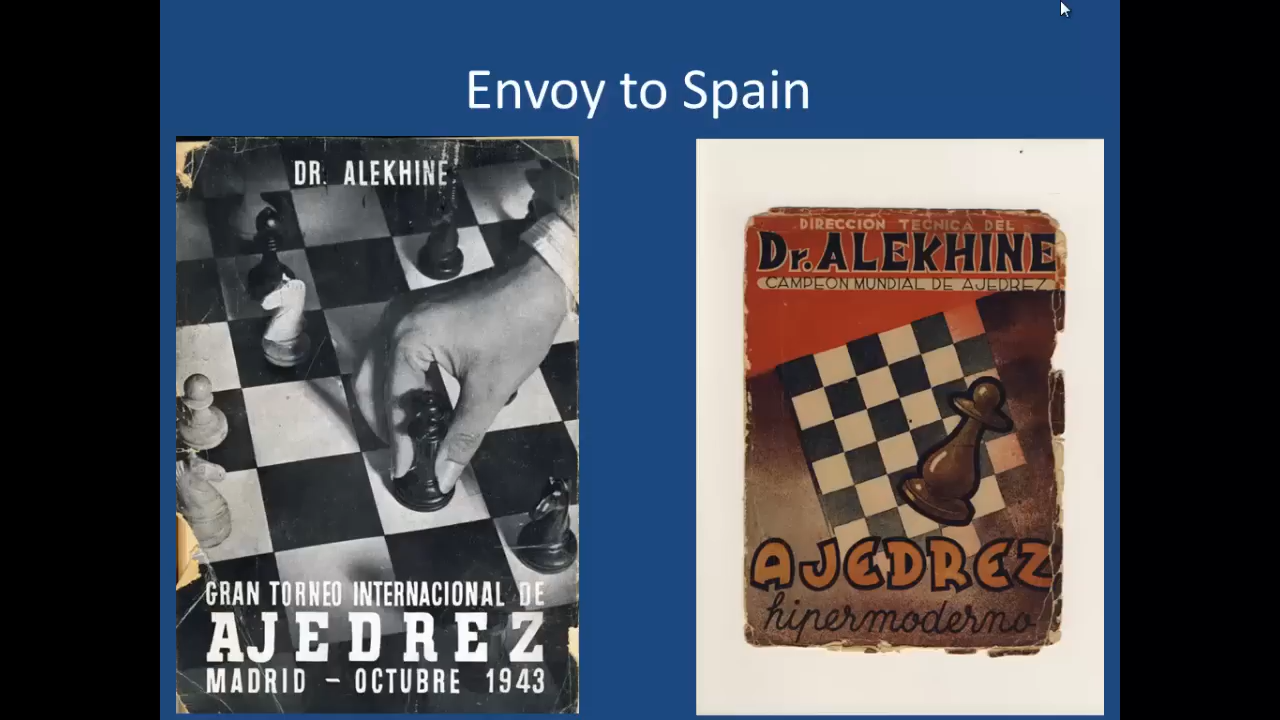 Envoy to Spain
DR. ALEKHINE
GRAN TORNEO INTERNACIONAL DE
AJEDREZ
MADRID - OCTUBRE 1943
DIRECCION TECNICA DEL
Dr. ALEKHINE
CAMPEON MUNDIAL DE AJEDREZ
AJEDREZ
hipermoderno